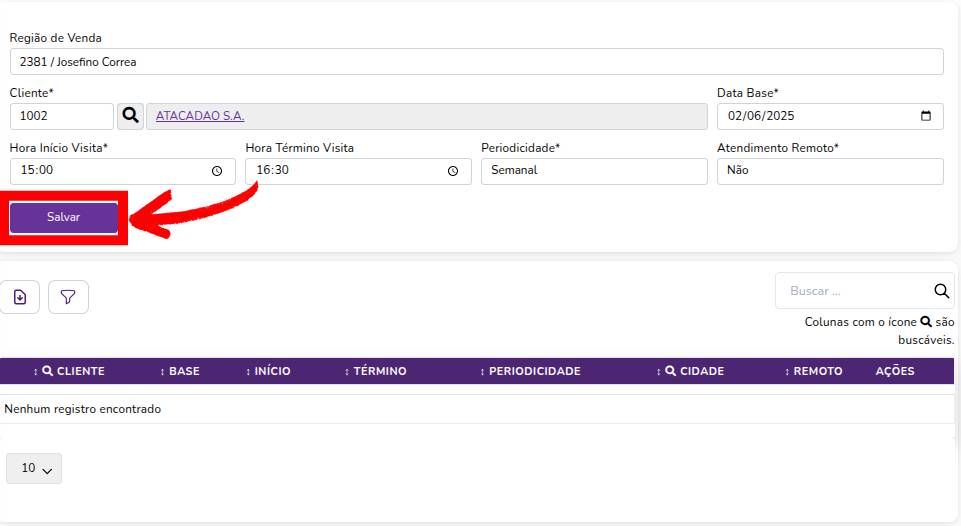 Região de Venda
2381 / Josefino Correa
Cliente* Data Base*
1002 ATACADAO S.A. 02/06/2025
Hora Início Visita* Hora Término Visita Periodicidade* Atendimento Remoto*
15:00 16:30 Semanal Não
Salvar
Buscar ...
Colunas com o ícone são
buscáveis.
CLIENTE BASE INÍCIO TÉRMINO PERIODICIDADE CIDADE REMOTO AÇÕES
Nenhum registro encontrado
10